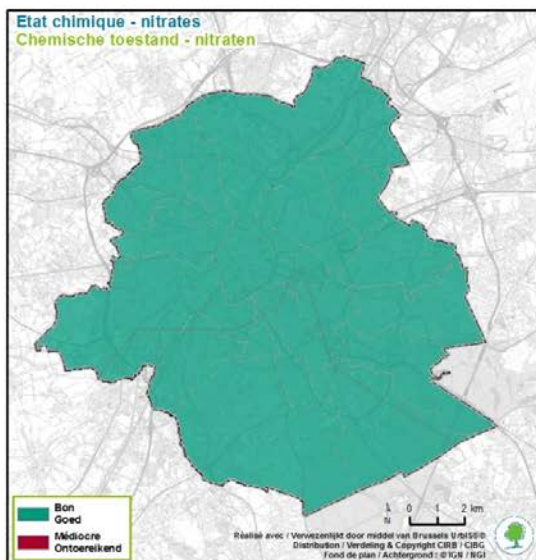 Etat chimique - nitrates
Chemische toestand - nitraten
Bon
Goed
Médiocre
Ontoereikend
N
0 1 2 km
Réalisé avec / Verwezenlijkt door middel van Brussels UrbIS®©
Distribution / Verdeling & Copyright CIRB / CIBG
Fond de plan / Achtergrond : © IGN / NGI